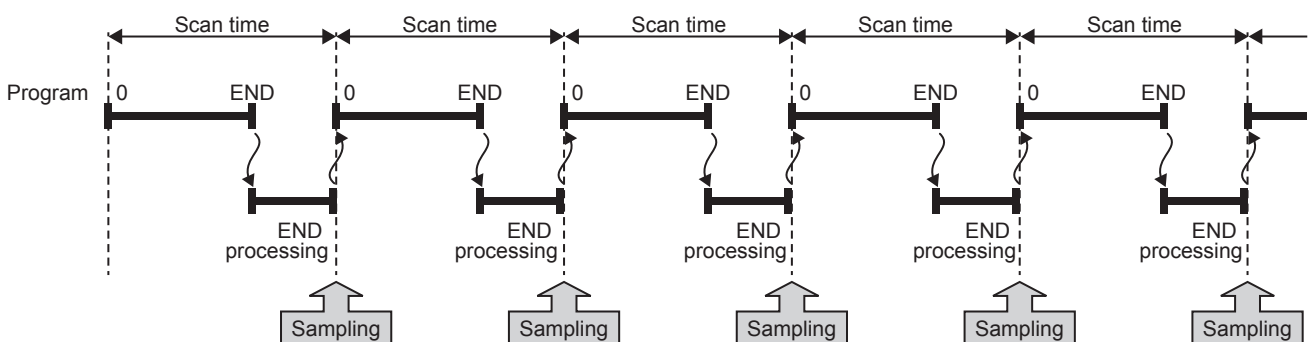 Scan time Scan time Scan time Scan time Scan time
Program 0 END 0 END 0 END 0 END 0 END
END END END END END
processing processing processing processing processing
Sampling Sampling Sampling Sampling Sampling